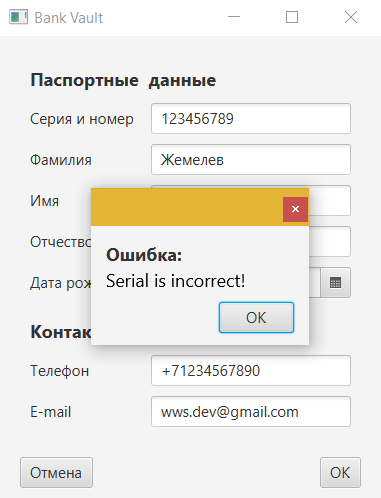 Bank Vault
Паспортные данные
Серия и номер 123456789
Фамилия Жемелев
Имя
Отчество
Дата рож
Ошибка:
Serial is incorrect!
OK
Контак
Телефон +71234567890
E-mail wws.dev@gmail.com
Отмена OK